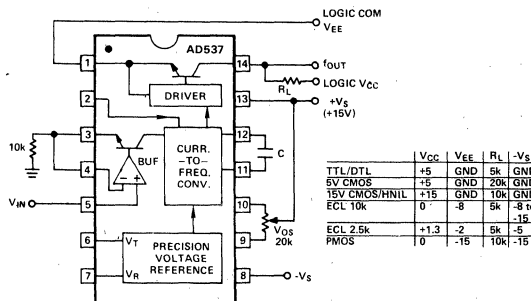 LOGIC COM
VEE
AD537
1
14
fOUT
RL
LOGIC VCC
DRIVER
2
13
+VS
(+15V)
10k
3
12
BUF
CURR.
-TO-
FREQ.
CONV.
C
4
11
- +
VIN
5
10
VOS
20k
6
VT
PRECISION
VOLTAGE
REFERENCE
9
7
VR
8
-VS
VCC VEE RL -VS
TTL/DTL +5 GND 5k GND
5V CMOS +5 GND 20k GND
15V CMOS/HNIL +15 GND 10k GND
ECL 10k 0 -8 5k -8 to
-15
ECL 2.5k +1.3 -2 5k -5
PMOS 0 -15 10k -15